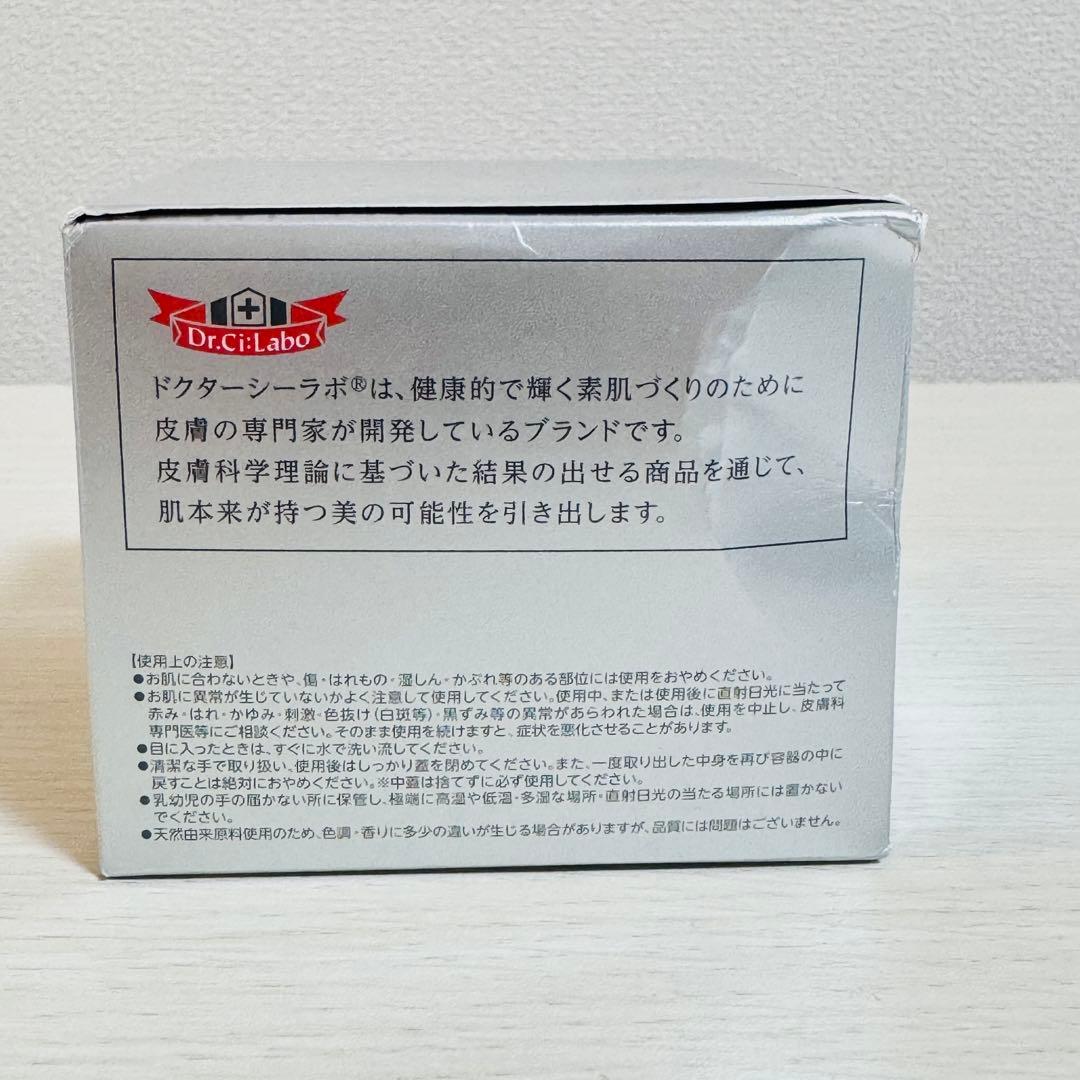 Dr.Ci:Labo
ドクターシーラボ®は、健康的で輝く素肌づくりのために
皮膚の専門家が開発しているブランドです。
皮膚科学理論に基づいた結果の出せる商品を通じて、
肌本来が持つ美の可能性を引き出します。
【使用上の注意】
●お肌に合わないときや、傷・はれもの・湿しん・かぶれ等のある部位には使用をおやめください。
●お肌に異常が生じていないかよく注意して使用してください。使用中、または使用後に直射日光に当たって
赤み・はれ・かゆみ・刺激・色抜け(白斑等)・黒ずみ等の異常があらわれた場合は、使用を中止し、皮膚科
専門医等にご相談ください。そのまま使用を続けますと、症状を悪化させることがあります。
●目に入ったときは、すぐに水で洗い流してください。
●清潔な手で取り扱い、使用後はしっかり蓋を閉めてください。また、一度取り出した中身を再び容器の中に
戻すことは絶対におやめください。※中蓋は捨てずに必ず使用してください。
●乳幼児の手の届かない所に保管し、極端に高温や低温・多湿な場所・直射日光の当たる場所には置かない
でください。
●天然由来原料使用のため、色調・香りに多少の違いが生じる場合がありますが、品質には問題はございません。